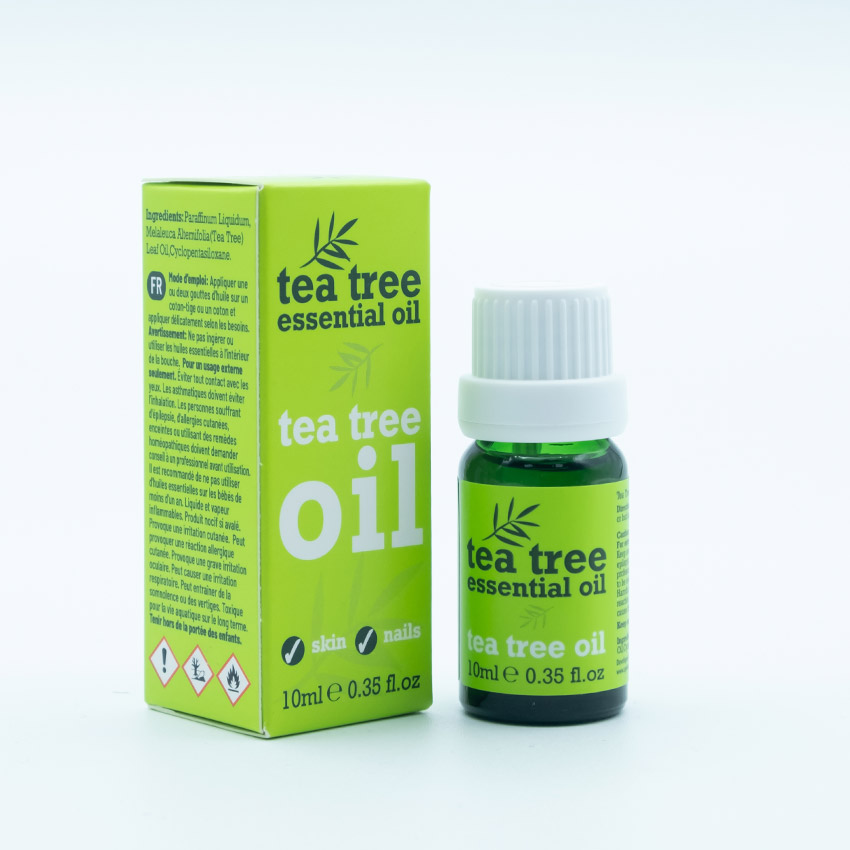 Ingredients: Paraffinum Liquidum,
Melaleuca Alternifolia(Tea Tree)
Leaf Oil,Cyclopentasiloxane.
FR
Mode d'emploi: Appliquer une
ou deux gouttes d'huile sur un
coton-tige ou un coton et
appliquer délicatement selon les besoins.
Avertissement: Ne pas ingérer ou
utiliser les huiles essentielles à l'intérieur
de la bouche. Pour un usage externe
seulement. Eviter tout contact avec les
yeux. Les asthmatiques doivent éviter
l'inhalation. Les personnes souffrant
d'épilepsie, d'allergies cutanées,
enceintes ou utilisant des remèdes
homéopathiques doivent demander
conseil à un professionnel avant utilisation.
Il est recommandé de ne pas utiliser
d'huiles essentielles sur les bébés de
moins d'un an. Liquide et vapeur
inflammables. Produit nocif si avalé.
Provoque une irritation cutanée. Peut
provoquer une réaction allergique
cutanée. Provoque une grave irritation
oculaire. Peut causer une irritation
respiratoire. Peut entraîner de la
somnolence ou des vertiges. Toxique
pour la vie aquatique sur le long terme.
Tenir hors de la portée des enfants.
tea tree
essential oil
tea tree
oil
skin nails
10ml e 0.35 fl.oz
tea tree
essential oil
tea tree oil
10ml e 0.35 fl.oz